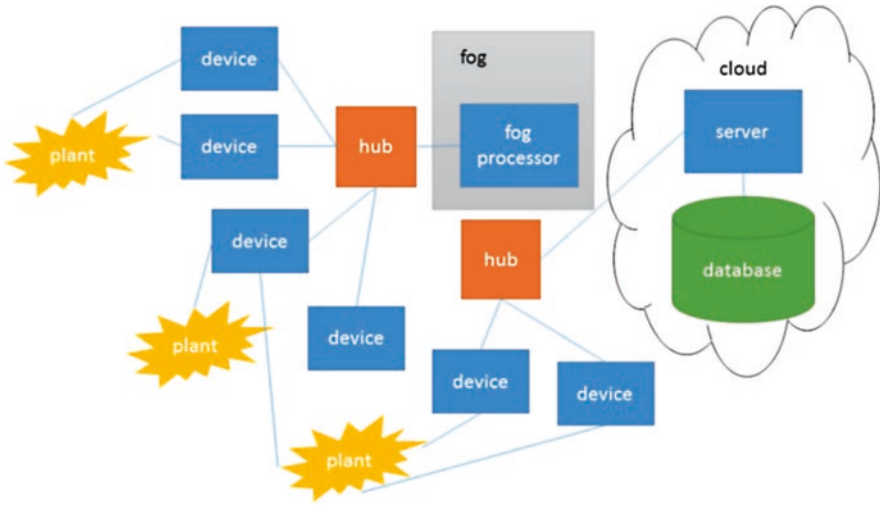 device
fog
cloud
device
hub
fog
processor
server
plant
device
hub
database
plant
device
device
device
plant